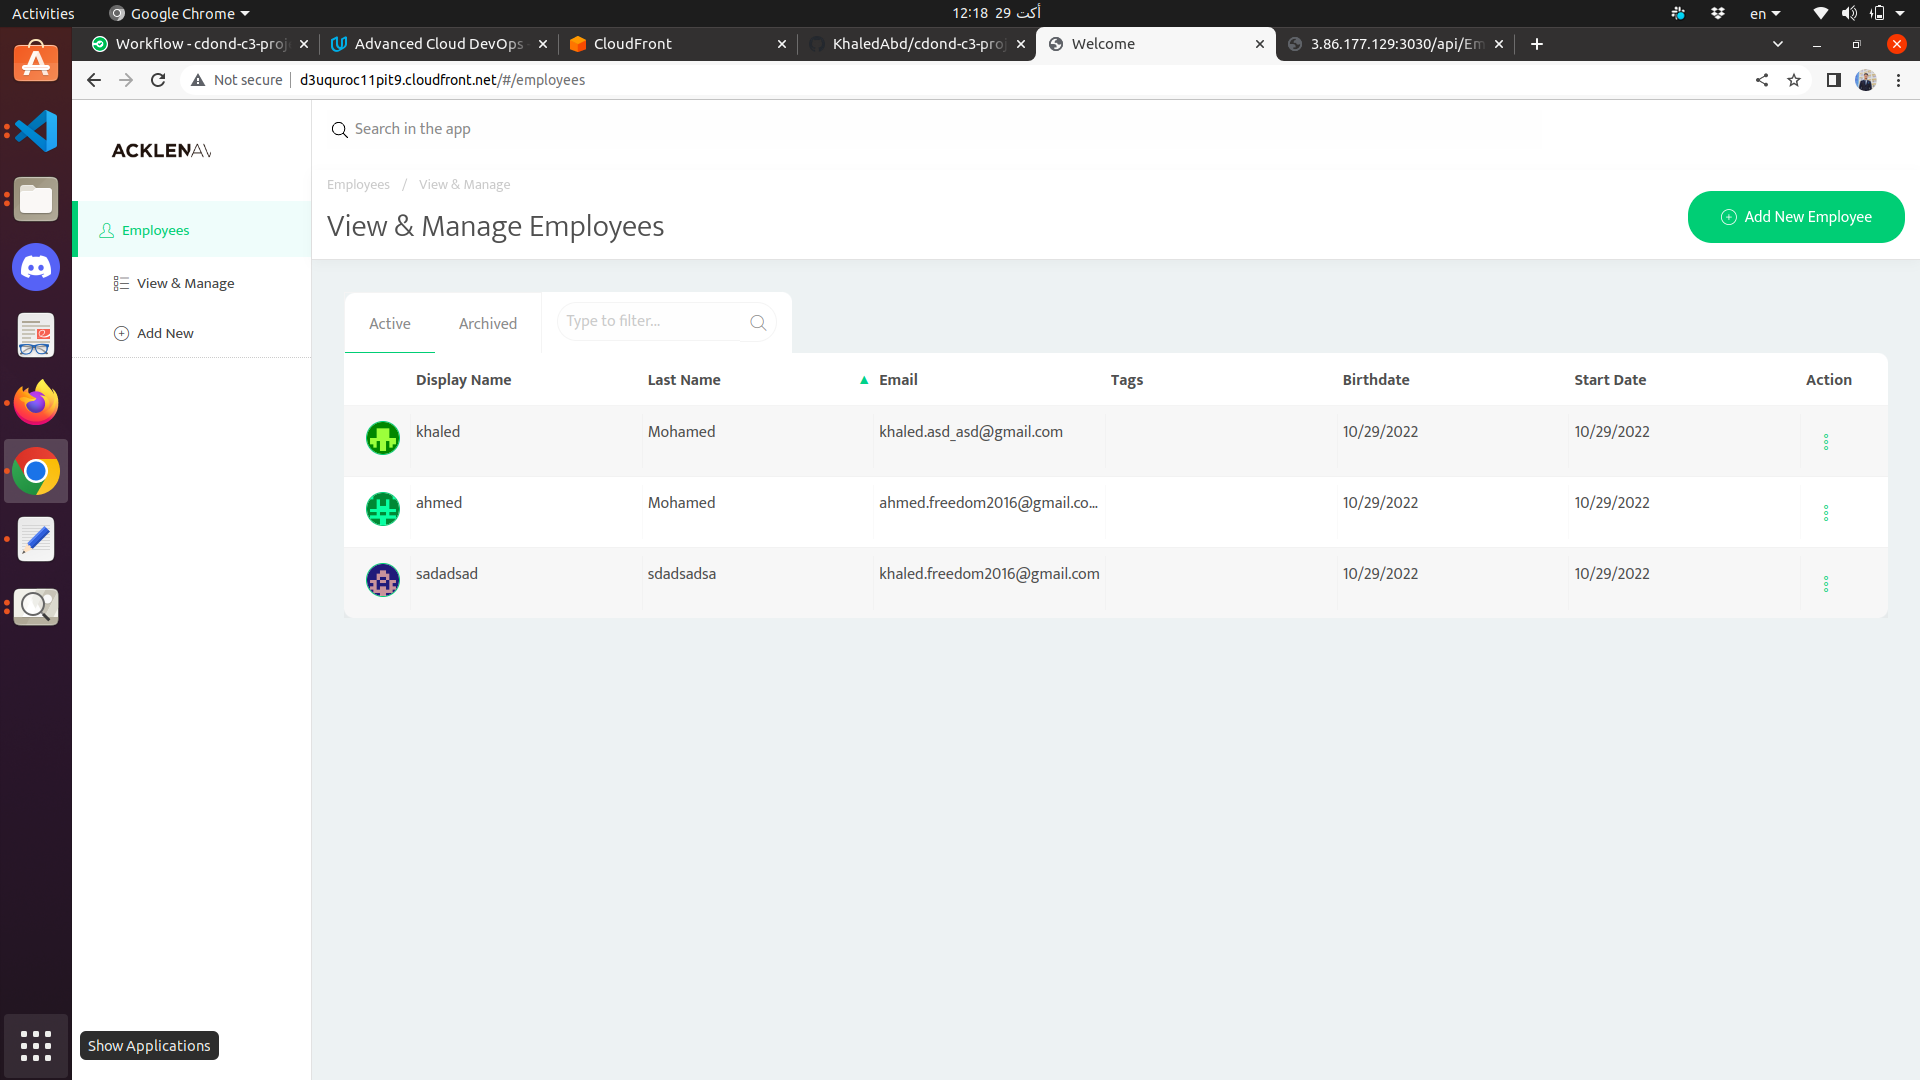 Activities Google Chrome 12:18 29 أكت en
Workflow - cdond-c3-proj Advanced Cloud DevOps CloudFront KhaledAbd/cdond-c3-proj Welcome 3.86.177.129:3030/api/Em
Not secure d3uquroc11pit9.cloudfront.net/#/employees
ACKLENAV
Search in the app
Employees / View & Manage
View & Manage Employees
Add New Employee
Employees
View & Manage
Add New
Active Archived Type to filter...
Display Name Last Name Email Tags Birthdate Start Date Action
khaled Mohamed khaled.asd_asd@gmail.com 10/29/2022 10/29/2022
ahmed Mohamed ahmed.freedom2016@gmail.co... 10/29/2022 10/29/2022
sadadsad sdadsadsa khaled.freedom2016@gmail.com 10/29/2022 10/29/2022
Show Applications